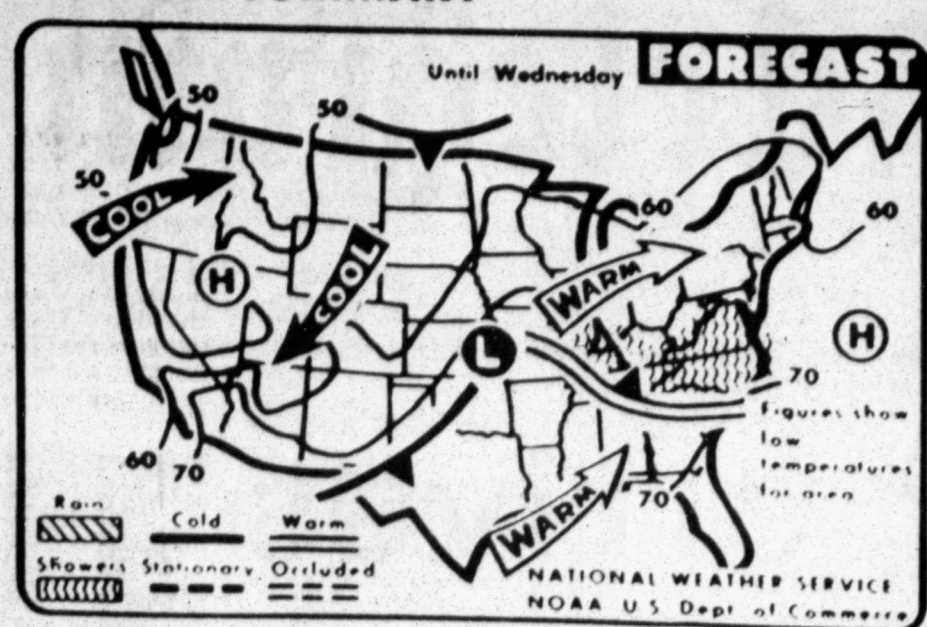 FORECAST
Until Wednesday
50
50
50
COOL
COOL
60
60
WARM
H
H
L
70
Figures show
low
temperatures
for area
60 70
70
WARM
Rain
Cold
Warm
Showers
Stationary
Occluded
NATIONAL WEATHER SERVICE
NOAA U S Dept of Commerce